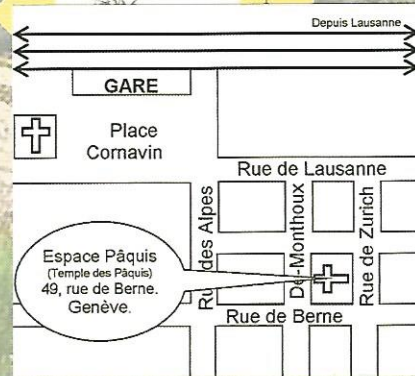 Depuis Lausanne
GARE
Place
Cornavin
Rue de Lausanne
Rue des Alpes
De-Monthoux
Rue de Zurich
Espace Pâquis
(Temple des Pâquis)
49, rue de Berne.
Genève.
Rue de Berne